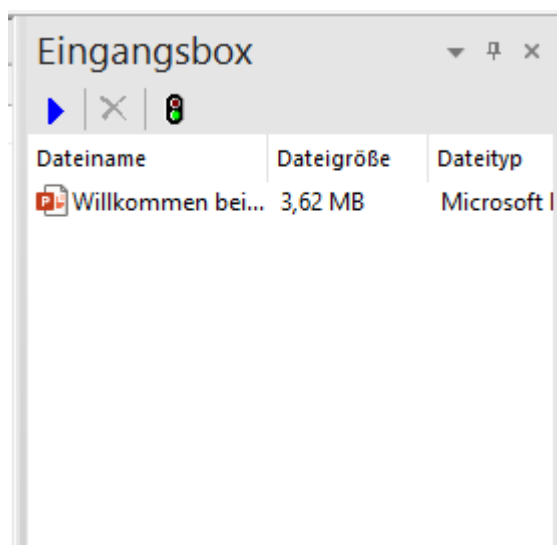 Eingangsbox
Dateiname Dateigröße Dateityp
Willkommen bei... 3,62 MB Microsoft